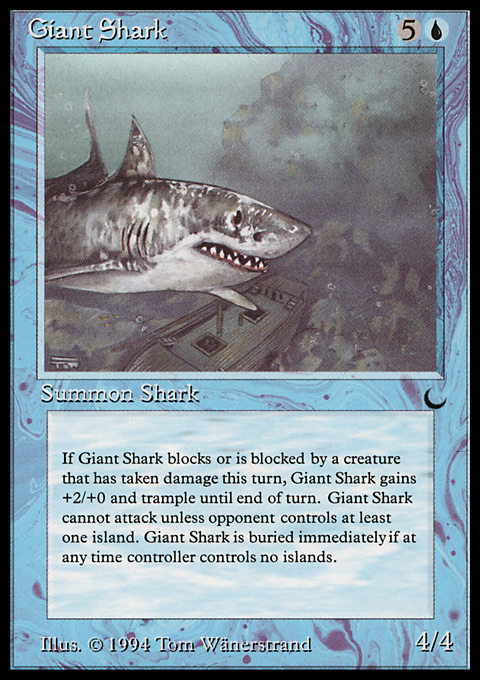 Giant Shark 5
Summon Shark
If Giant Shark blocks or is blocked by a creature
that has taken damage this turn, Giant Shark gains
+2/+0 and trample until end of turn. Giant Shark
cannot attack unless opponent controls at least
one island. Giant Shark is buried immediately if at
any time controller controls no islands.
Illus. © 1994 Tom Wänerstrand 4/4